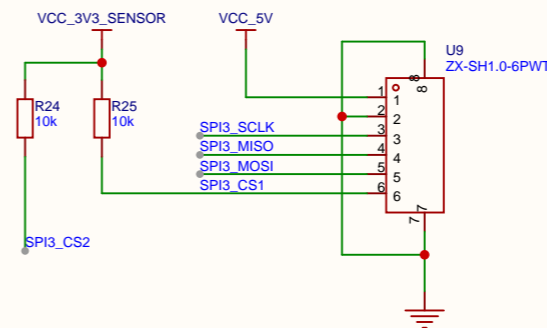 VCC_3V3_SENSOR
VCC_5V
U9
ZX-SH1.0-6PWT
8
8
R24
10k
R25
10k
1
1
2
2
SPI3_SCLK
3
3
SPI3_MISO
4
4
SPI3_MOSI
5
5
SPI3_CS1
6
6
7
7
SPI3_CS2